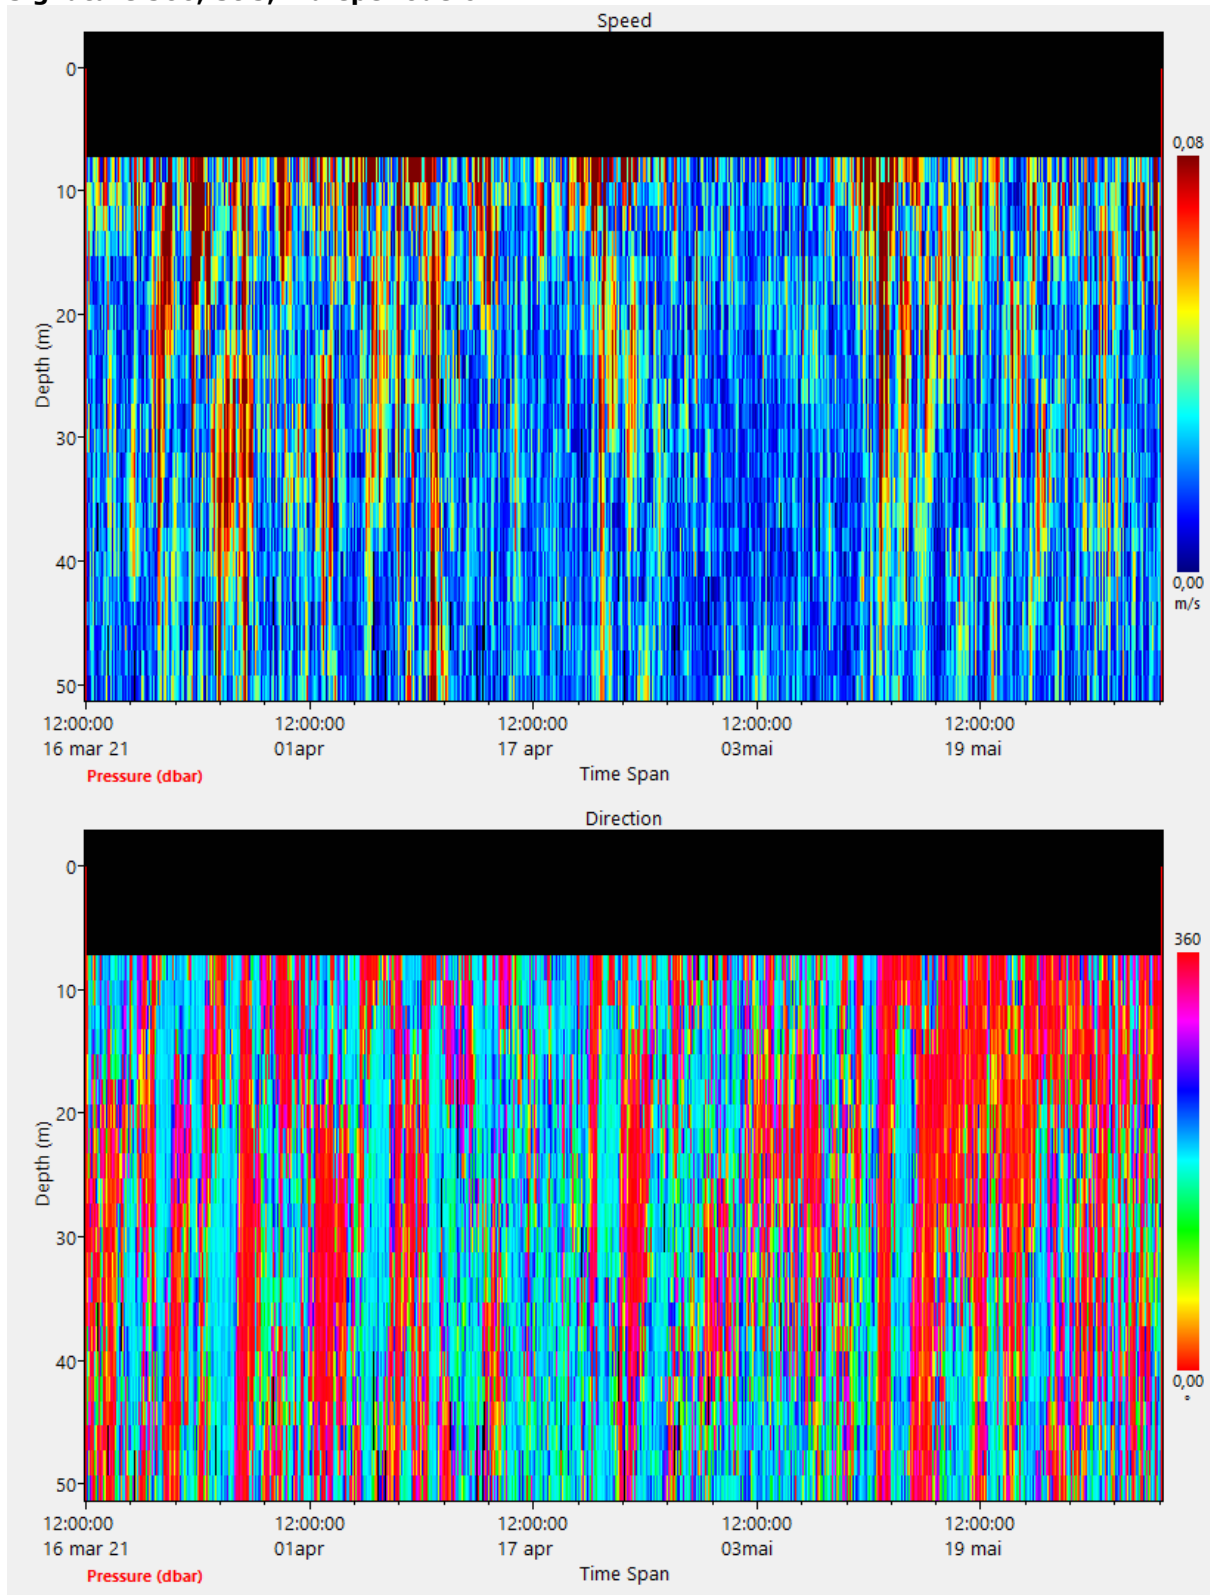 Speed
0
10
20
30
40
50
Depth (m)
0,08
0,00
m/s
12:00:00 12:00:00 12:00:00 12:00:00 12:00:00
16 mar 21 01apr 17 apr 03mai 19 mai
Pressure (dbar) Time Span
Direction
0
10
20
30
40
50
Depth (m)
360
0,00
°
12:00:00 12:00:00 12:00:00 12:00:00 12:00:00
16 mar 21 01apr 17 apr 03mai 19 mai
Pressure (dbar) Time Span